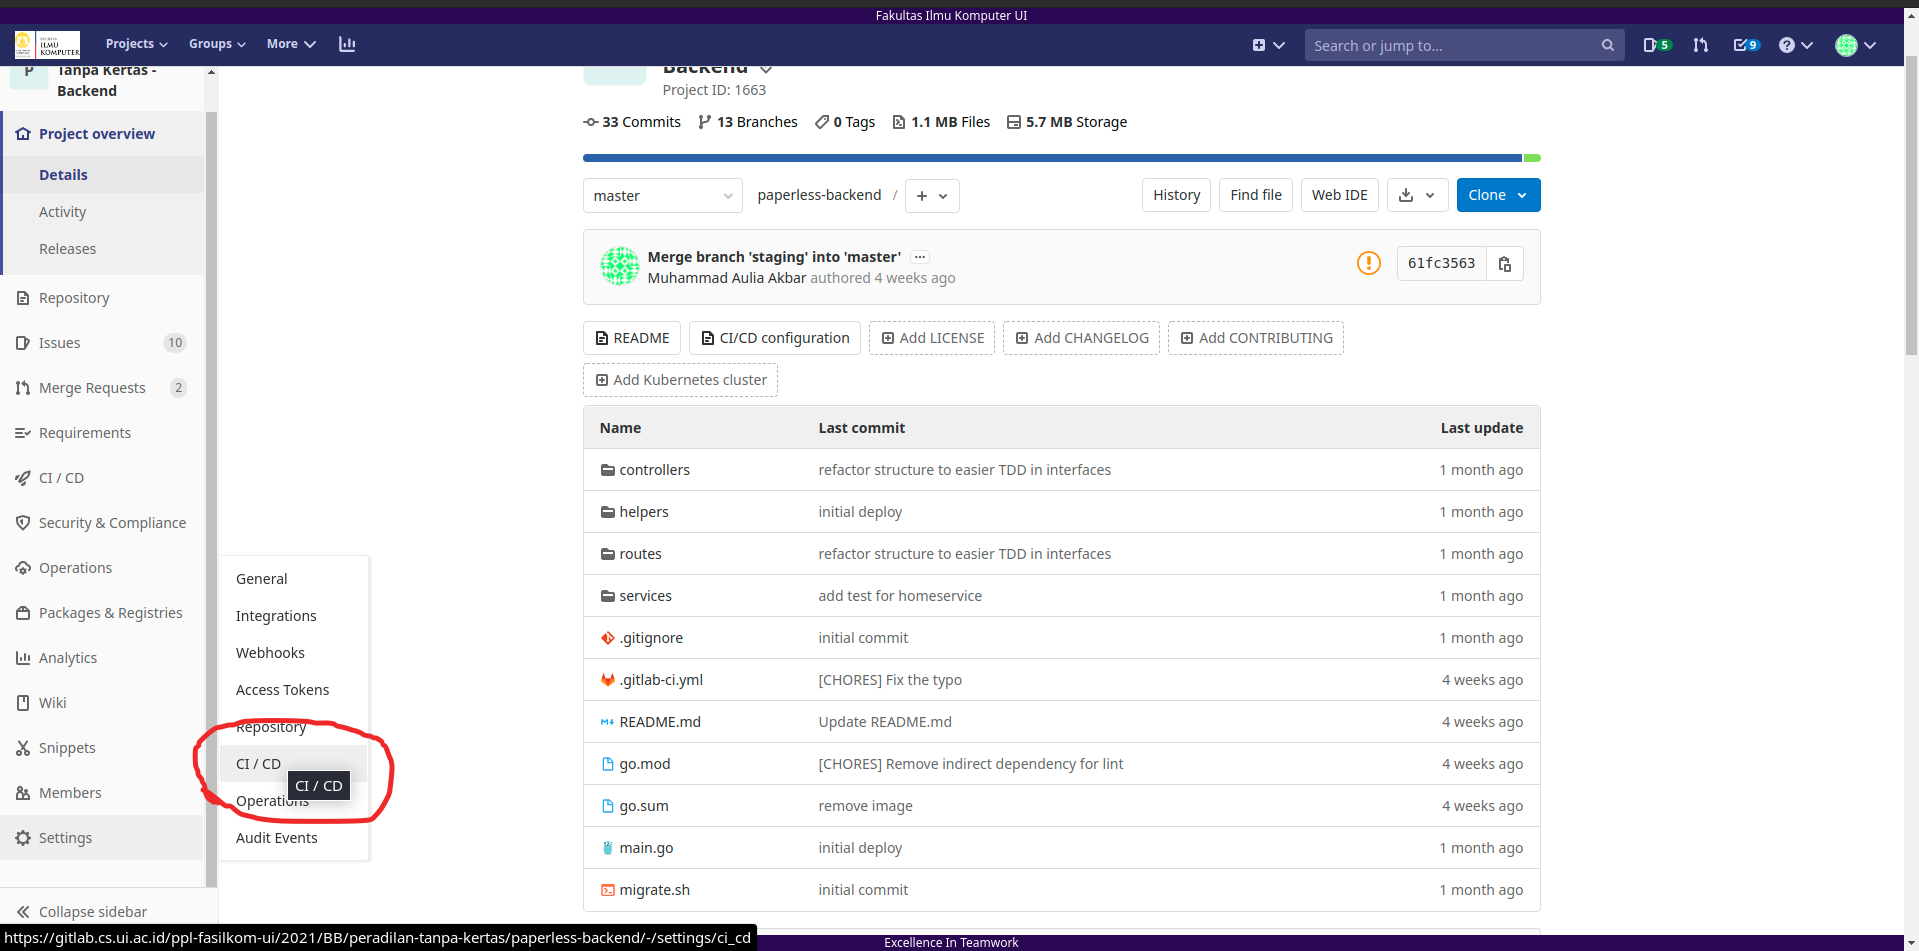 Fakultas Ilmu Komputer UI
ILMU
KOMPUTER
Projects
Groups
More
Search or jump to...
5
9
P
Tanpa Kertas -
Backend
Project overview
Details
Activity
Releases
Repository
Issues
10
Merge Requests
2
Requirements
CI / CD
Security & Compliance
Operations
Packages & Registries
Analytics
Wiki
Snippets
Members
Settings
Collapse sidebar
General
Integrations
Webhooks
Access Tokens
Repository
CI / CD
CI / CD
Operations
Audit Events
Backend
Project ID: 1663
33 Commits
13 Branches
0 Tags
1.1 MB Files
5.7 MB Storage
master
paperless-backend /
+
History
Find file
Web IDE
Clone
Merge branch 'staging' into 'master' ...
Muhammad Aulia Akbar authored 4 weeks ago
61fc3563
README
CI/CD configuration
Add LICENSE
Add CHANGELOG
Add CONTRIBUTING
Add Kubernetes cluster
Name Last commit Last update
controllers refactor structure to easier TDD in interfaces 1 month ago
helpers initial deploy 1 month ago
routes refactor structure to easier TDD in interfaces 1 month ago
services add test for homeservice 1 month ago
.gitignore initial commit 1 month ago
.gitlab-ci.yml [CHORES] Fix the typo 4 weeks ago
README.md Update README.md 4 weeks ago
go.mod [CHORES] Remove indirect dependency for lint 4 weeks ago
go.sum remove image 4 weeks ago
main.go initial deploy 1 month ago
migrate.sh initial commit 1 month ago
https://gitlab.cs.ui.ac.id/ppl-fasilkom-ui/2021/BB/peradilan-tanpa-kertas/paperless-backend/-/settings/ci_cd
Excellence In Teamwork